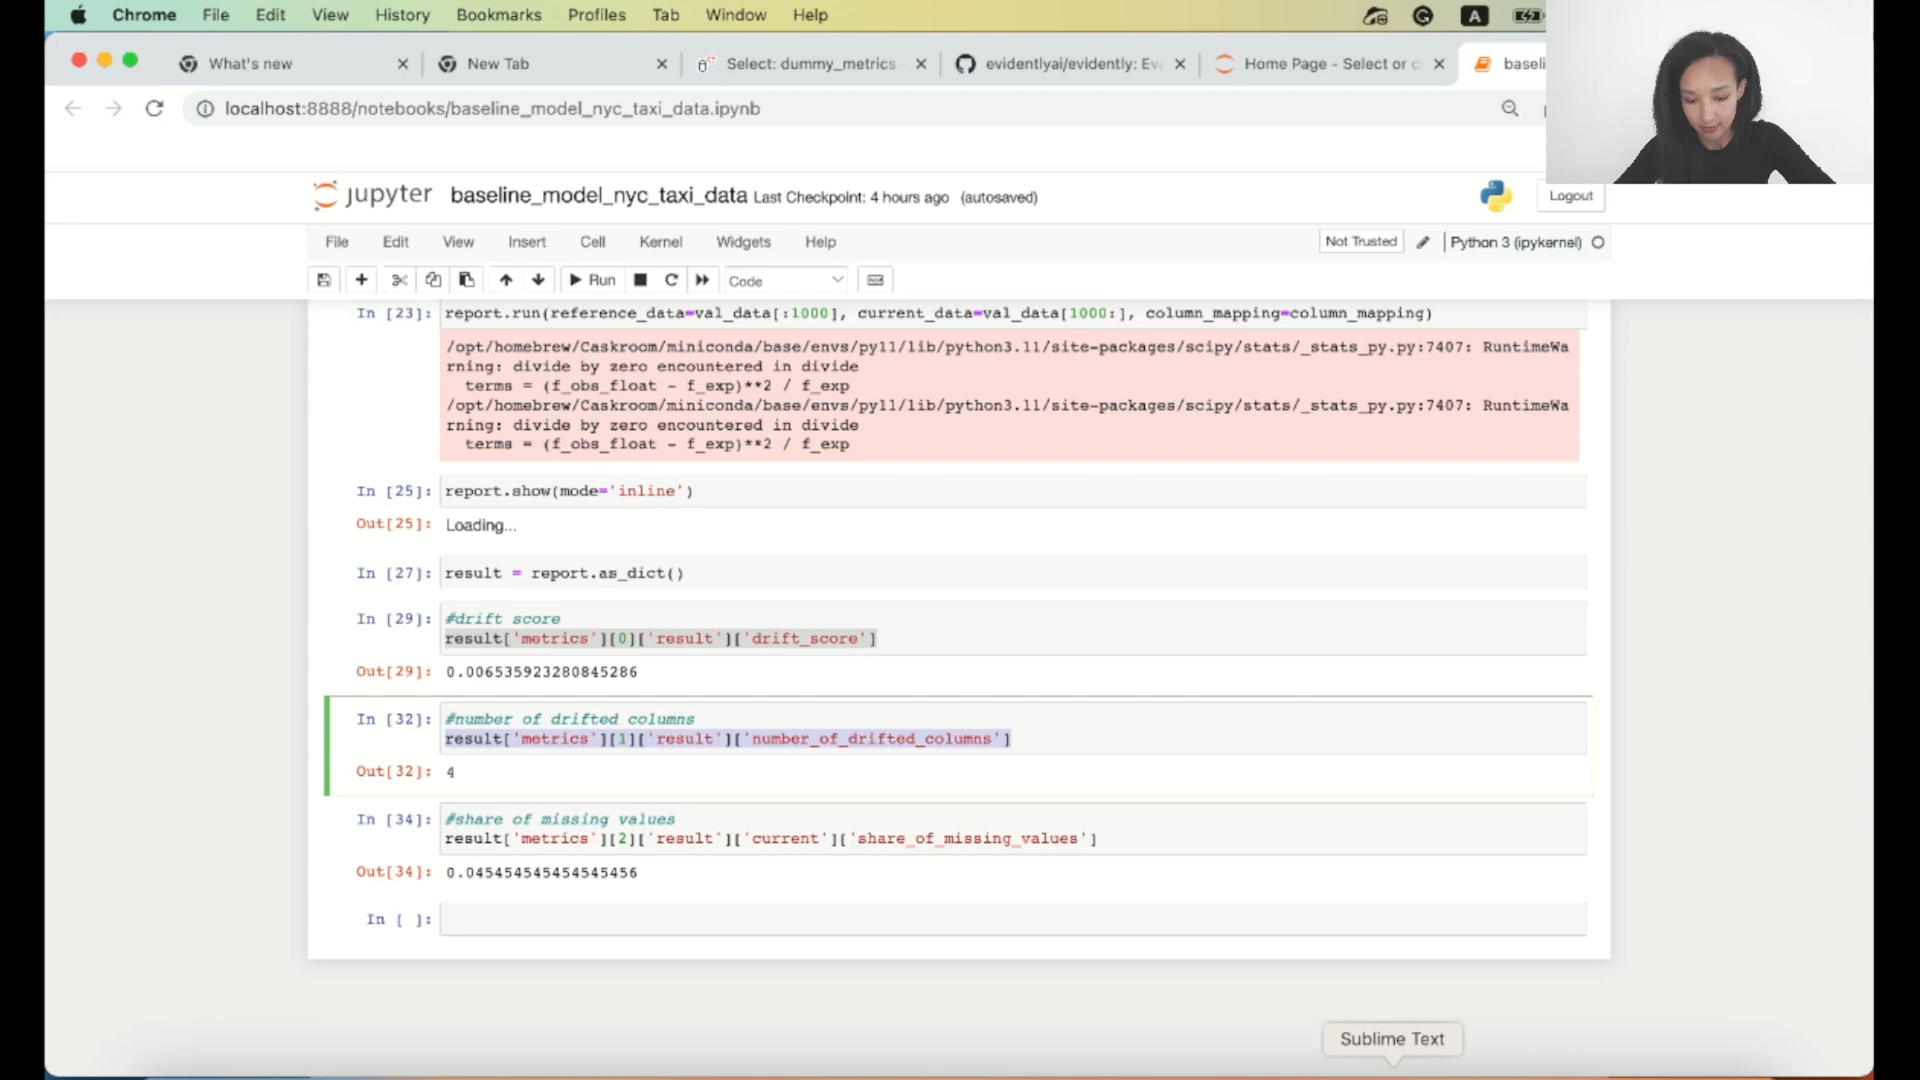 Chrome File Edit View History Bookmarks Profiles Tab Window Help A
What's new New Tab Select: dummy_metrics evidentlyai/evidently: Eva Home Page - Select or c baseli
localhost:8888/notebooks/baseline_model_nyc_taxi_data.ipynb
jupyter baseline_model_nyc_taxi_data Last Checkpoint: 4 hours ago (autosaved) Logout
File Edit View Insert Cell Kernel Widgets Help Not Trusted Python 3 (ipykernel)
Run Code
In [23]: report.run(reference_data=val_data[:1000], current_data=val_data[1000:], column_mapping=column_mapping)
/opt/homebrew/Caskroom/miniconda/base/envs/py11/lib/python3.11/site-packages/scipy/stats/_stats_py.py:7407: RuntimeWa
rning: divide by zero encountered in divide
terms = (f_obs_float - f_exp)**2 / f_exp
/opt/homebrew/Caskroom/miniconda/base/envs/py11/lib/python3.11/site-packages/scipy/stats/_stats_py.py:7407: RuntimeWa
rning: divide by zero encountered in divide
terms = (f_obs_float - f_exp)**2 / f_exp
In [25]: report.show(mode='inline')
Out[25]: Loading...
In [27]: result = report.as_dict()
In [29]: #drift score
result['metrics'][0]['result']['drift_score']
Out[29]: 0.006535923280845286
In [32]: #number of drifted columns
result['metrics'][1]['result']['number_of_drifted_columns']
Out[32]: 4
In [34]: #share of missing values
result['metrics'][2]['result']['current']['share_of_missing_values']
Out[34]: 0.045454545454545456
In [ ]:
Sublime Text